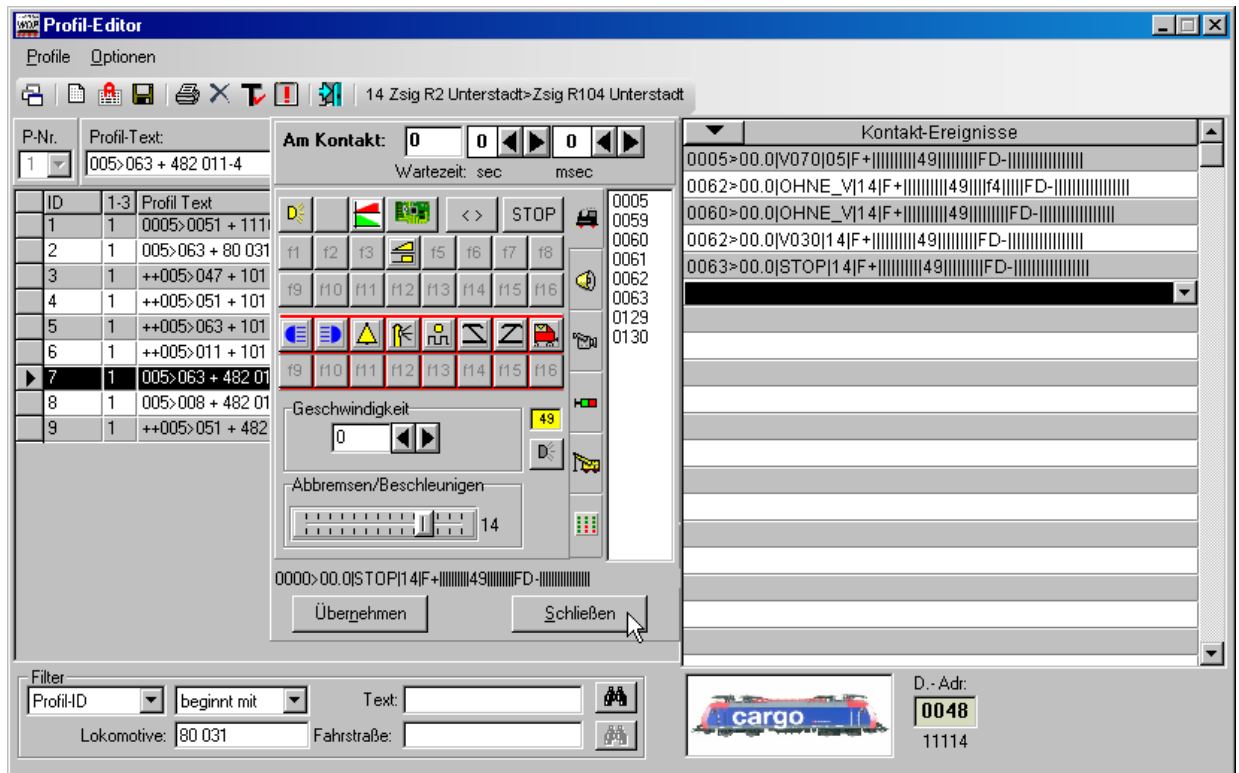 Profil-Editor
Profile Optionen
14 Zsig R2 Unterstadt>Zsig R104 Unterstadt
P-Nr. Profil-Text:
1 005>063 + 482 011-4
ID 1-3 Profil Text
1 1 0005>0051 + 111
2 1 005>063 + 80 031
3 1 ++005>047 + 101
4 1 ++005>051 + 101
5 1 ++005>063 + 101
6 1 ++005>011 + 101
7 1 005>063 + 482 01
8 1 005>008 + 482 01
9 1 ++005>051 + 482
Am Kontakt: 0 0 0
Wartezeit: sec msec
D <> STOP
f1 f2 f3 f5 f6 f7 f8
f9 f10 f11 f12 f13 f14 f15 f16
f9 f10 f11 f12 f13 f14 f15 f16
Geschwindigkeit
0
49
D
Abbremsen/Beschleunigen
14
0005
0059
0060
0061
0062
0063
0129
0130
0000>00.0|STOP|14|F+||||||||||49|||||||||FD-||||||||||||||||
Übernehmen Schließen
Kontakt-Ereignisse
0005>00.0|V070|05|F+||||||||||49|||||||||FD-||||||||||||||||
0062>00.0|OHNE_V|14|F+||||||||||49||||f4|||||FD-||||||||||||||||
0060>00.0|OHNE_V|14|F+||||||||||49|||||||||FD-||||||||||||||||
0062>00.0|V030|14|F+||||||||||49|||||||||FD-||||||||||||||||
0063>00.0|STOP|14|F+||||||||||49|||||||||FD-||||||||||||||||
Filter
Profil-ID beginnt mit Text:
Lokomotive: 80 031 Fahrstraße:
cargo
D.- Adr:
0048
11114